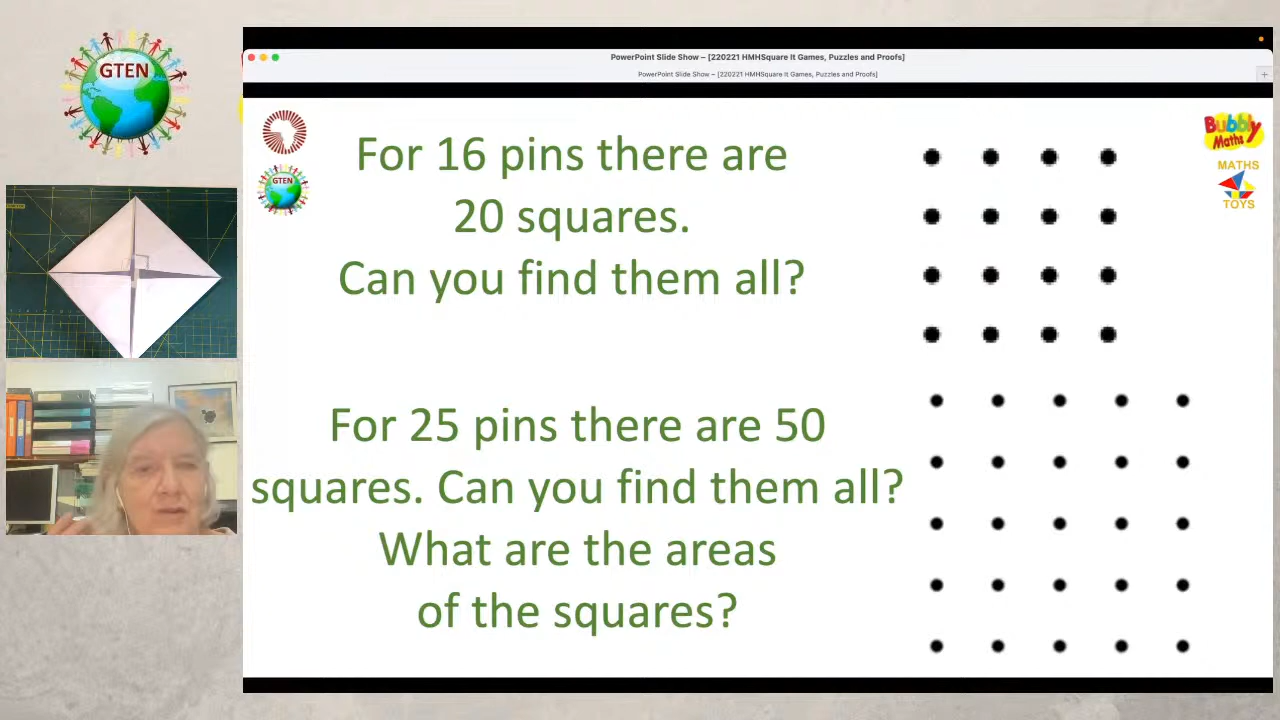 GTEN
PowerPoint Slide Show – [220221 HMHSquare It Games, Puzzles and Proofs]
PowerPoint Slide Show – [220221 HMHSquare It Games, Puzzles and Proofs]
GTEN
For 16 pins there are
20 squares.
Can you find them all?
Bubbly
Maths
MATHS
TOYS
For 25 pins there are 50
squares. Can you find them all?
What are the areas
of the squares?